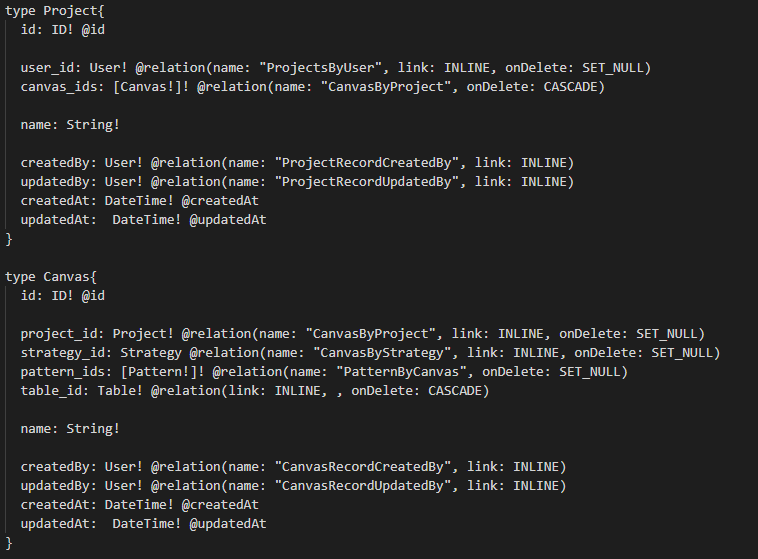 type Project{
id: ID! @id
user_id: User! @relation(name: "ProjectsByUser", link: INLINE, onDelete: SET_NULL)
canvas_ids: [Canvas!]! @relation(name: "CanvasByProject", onDelete: CASCADE)
name: String!
createdBy: User! @relation(name: "ProjectRecordCreatedBy", link: INLINE)
updatedBy: User! @relation(name: "ProjectRecordUpdatedBy", link: INLINE)
createdAt: DateTime! @createdAt
updatedAt:  DateTime! @updatedAt
}
type Canvas{
id: ID! @id
project_id: Project! @relation(name: "CanvasByProject", link: INLINE, onDelete: SET_NULL)
strategy_id: Strategy @relation(name: "CanvasByStrategy", link: INLINE, onDelete: SET_NULL)
pattern_ids: [Pattern!]! @relation(name: "PatternByCanvas", onDelete: SET_NULL)
table_id: Table! @relation(link: INLINE, , onDelete: CASCADE)
name: String!
createdBy: User! @relation(name: "CanvasRecordCreatedBy", link: INLINE)
updatedBy: User! @relation(name: "CanvasRecordUpdatedBy", link: INLINE)
createdAt: DateTime! @createdAt
updatedAt:  DateTime! @updatedAt
}